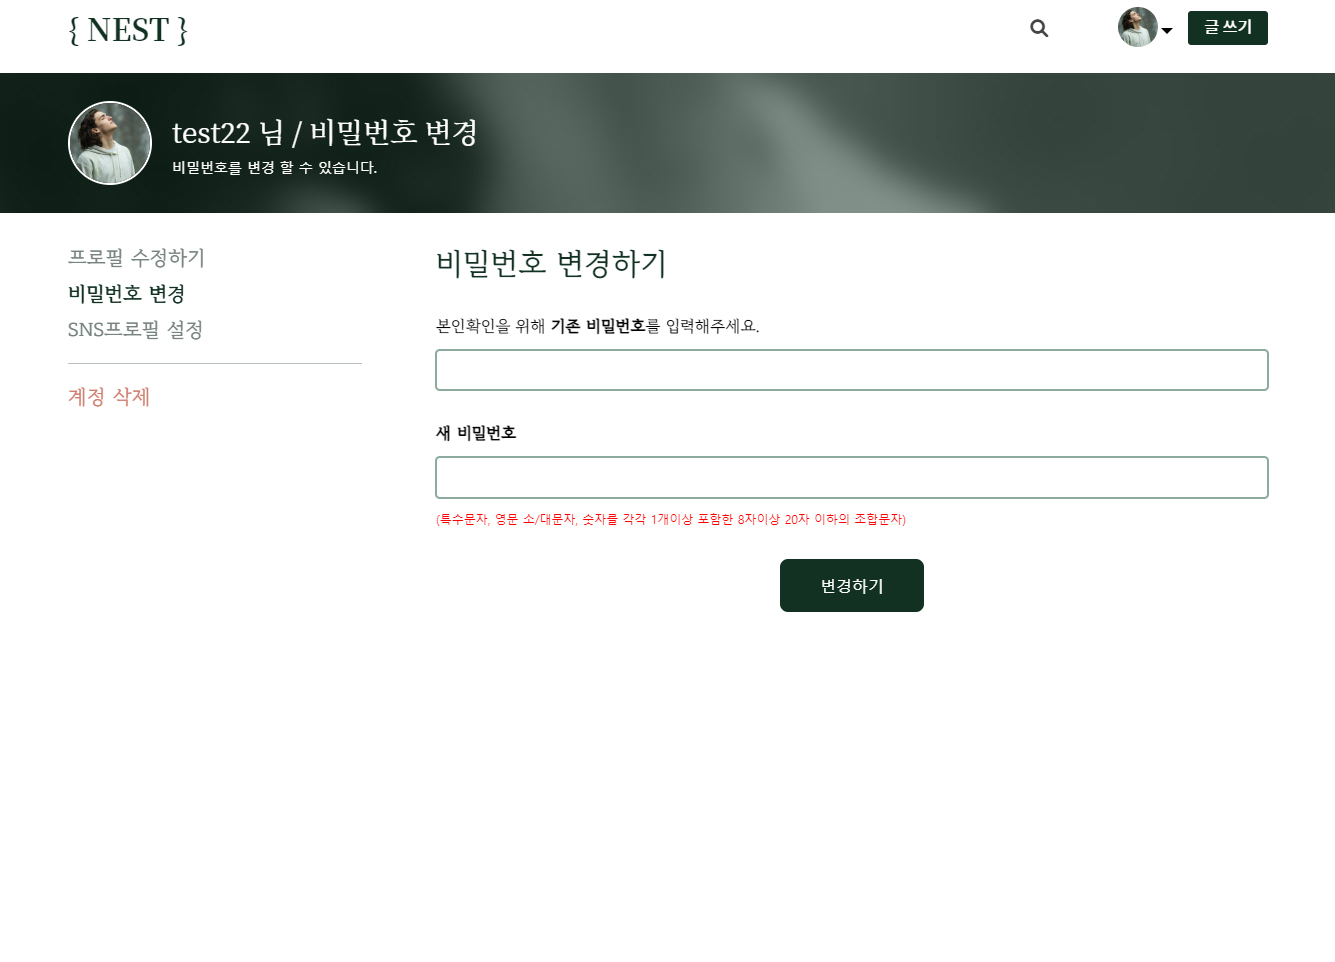 { NEST }
글 쓰기
test22 님 / 비밀번호 변경
비밀번호를 변경 할 수 있습니다.
프로필 수정하기
비밀번호 변경
SNS프로필 설정
계정 삭제
비밀번호 변경하기
본인확인을 위해 기존 비밀번호를 입력해주세요.
새 비밀번호
(특수문자, 영문 소/대문자, 숫자를 각각 1개이상 포함한 8자이상 20자 이하의 조합문자)
변경하기